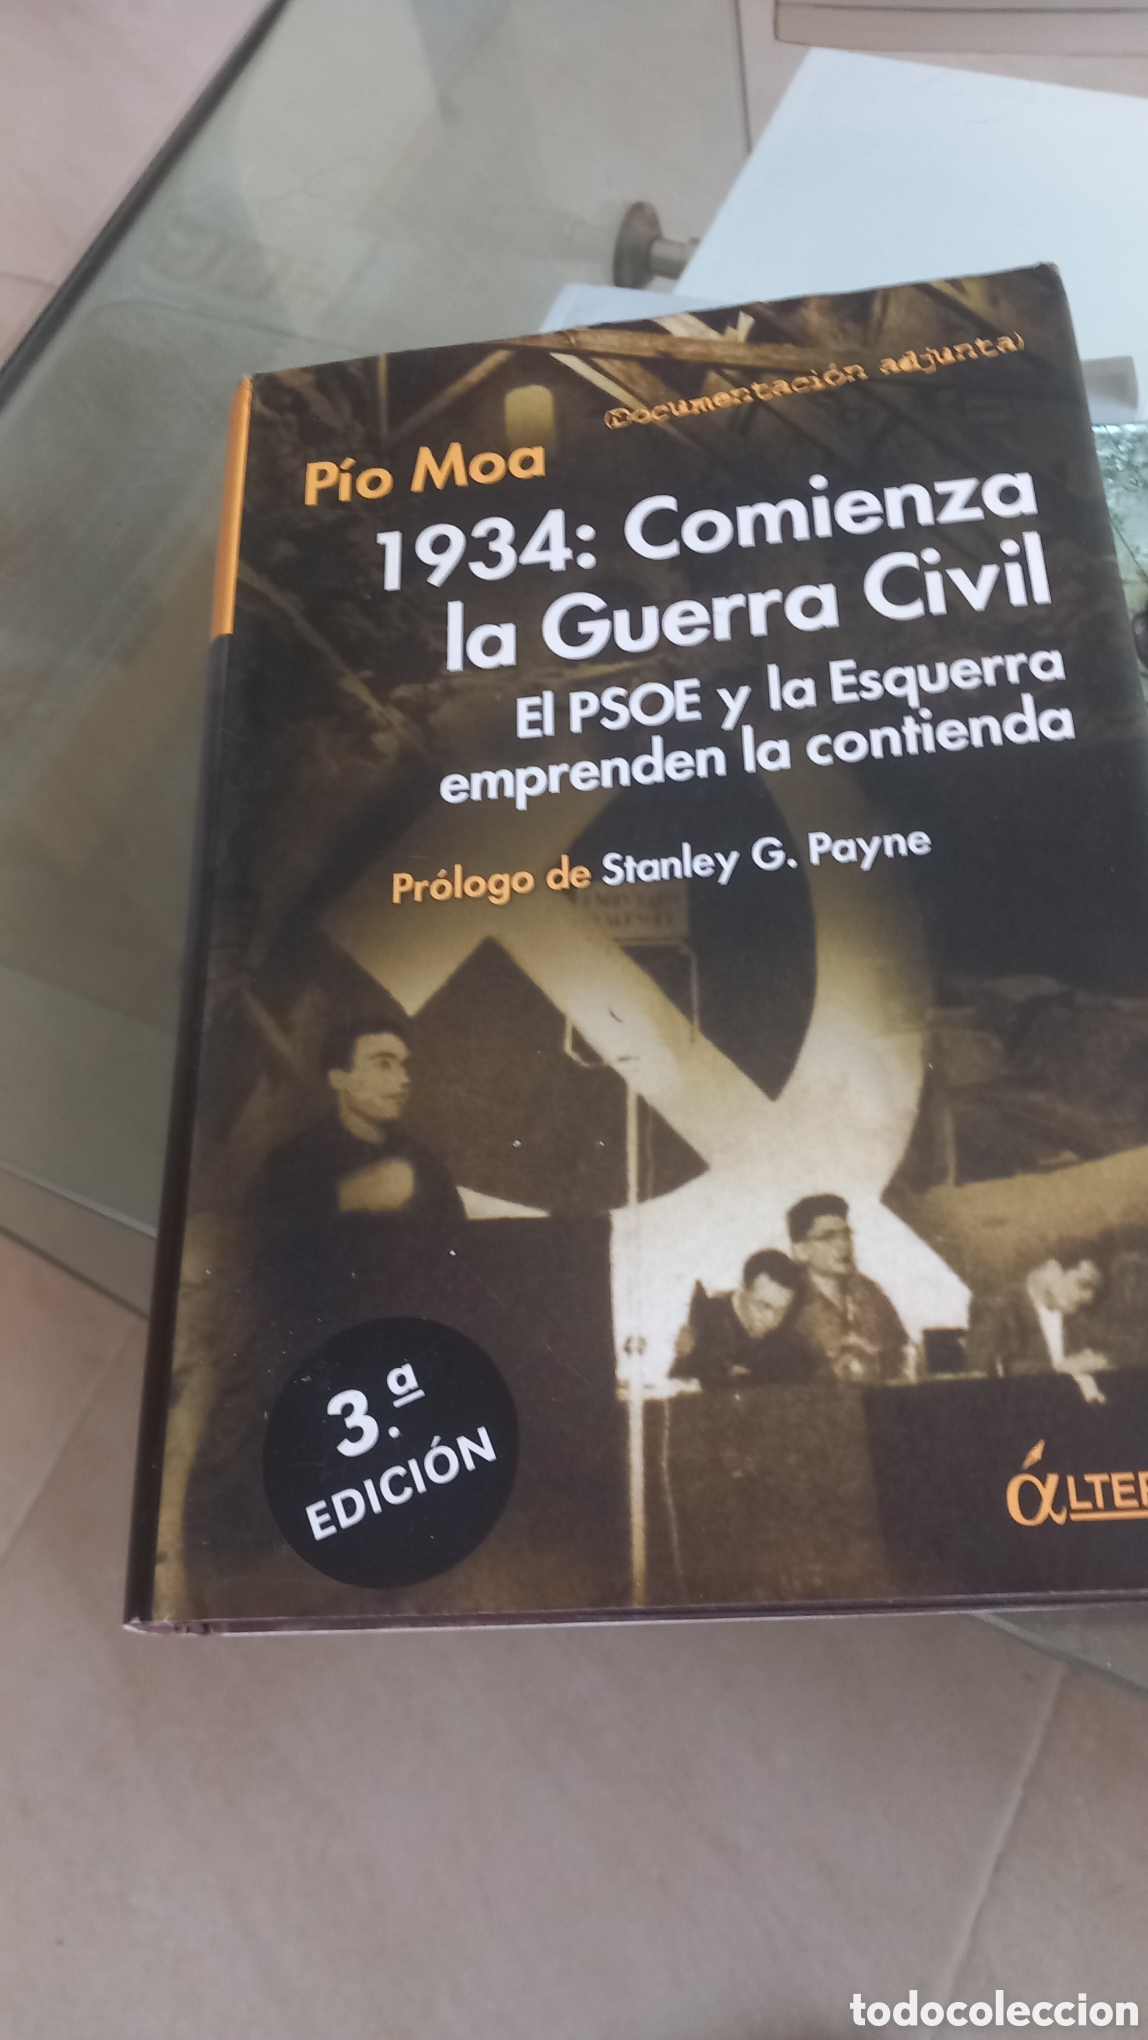 (Documentación adjunta)
Pío Moa
1934: Comienza
la Guerra Civil
El PSOE y la Esquerra
emprenden la contienda
Prólogo de Stanley G. Payne
3.ª
EDICIÓN
áLTER
todocoleccion